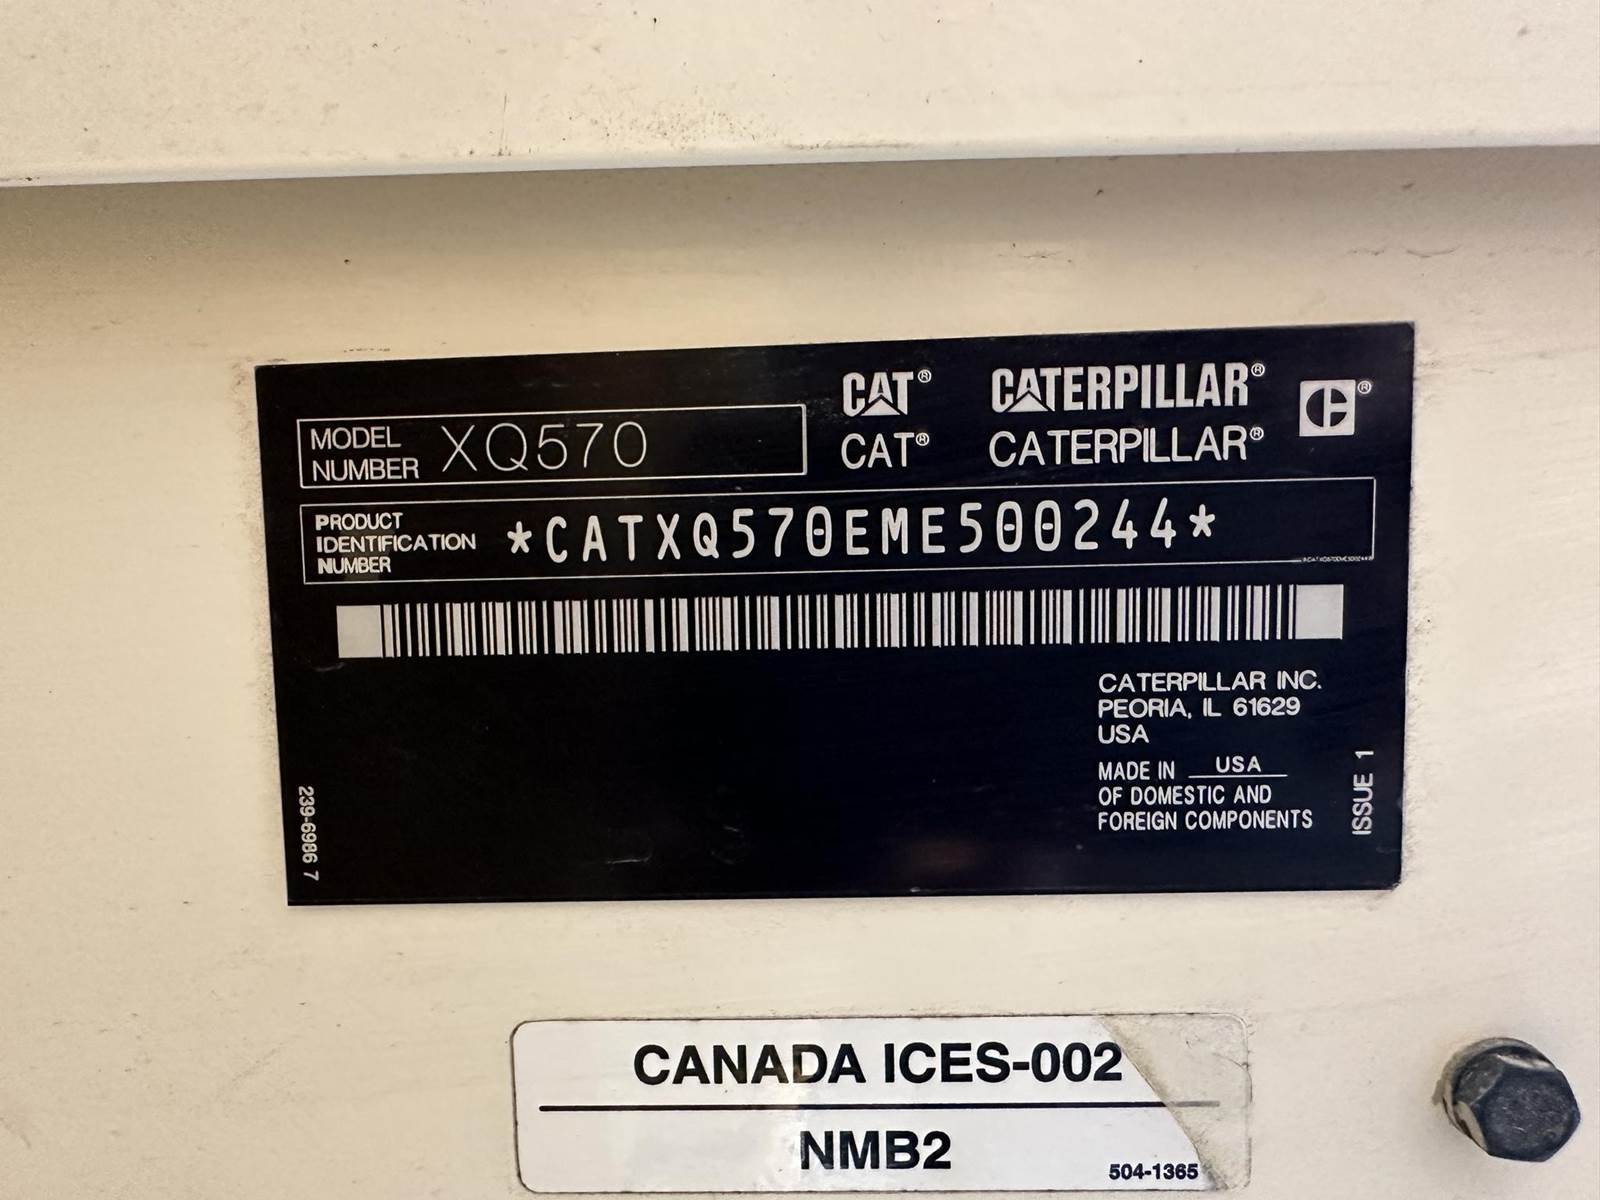 CAT® CATERPILLAR® ®
CAT® CATERPILLAR®
MODEL
NUMBER XQ570
PRODUCT
IDENTIFICATION
NUMBER *CATXQ570EME500244*
*CATXQ570EME500244*
CATERPILLAR INC.
PEORIA, IL 61629
USA
MADE IN USA
OF DOMESTIC AND
FOREIGN COMPONENTS
ISSUE 1
239-6986 7
CANADA ICES-002
NMB2
504-1365